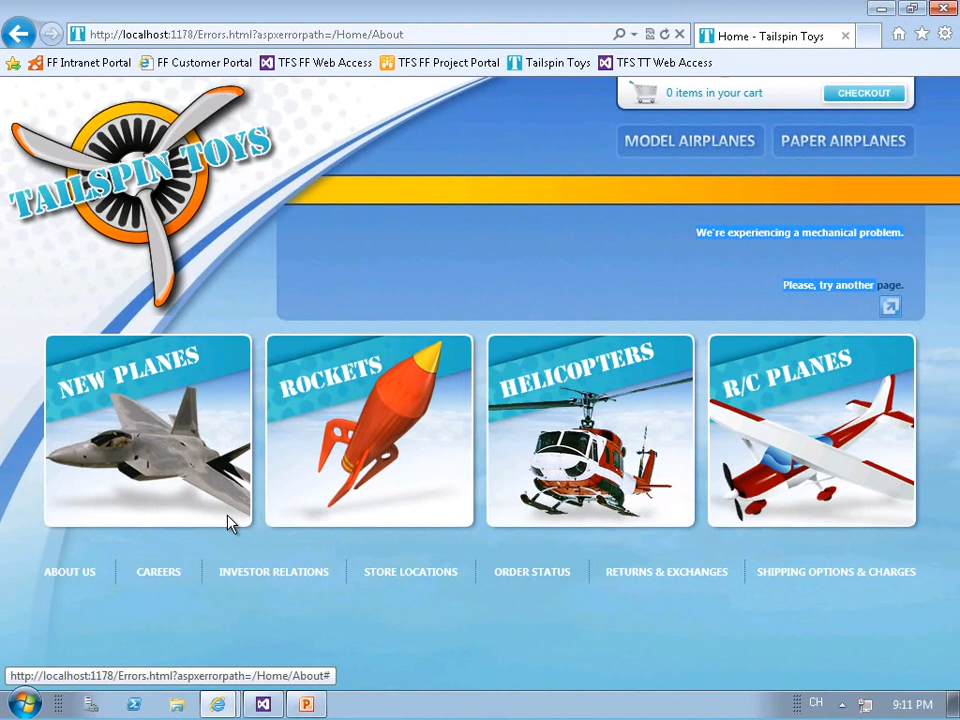 http://localhost:1178/Errors.html?aspxerrorpath=/Home/About
Home - Tailspin Toys
FF Intranet Portal
FF Customer Portal
TFS FF Web Access
TFS FF Project Portal
Tailspin Toys
TFS TT Web Access
0 items in your cart
CHECKOUT
TAILSPIN TOYS
MODEL AIRPLANES
PAPER AIRPLANES
We're experiencing a mechanical problem.
Please, try another page.
NEW PLANES
ROCKETS
HELICOPTERS
R/C PLANES
ABOUT US
CAREERS
INVESTOR RELATIONS
STORE LOCATIONS
ORDER STATUS
RETURNS & EXCHANGES
SHIPPING OPTIONS & CHARGES
http://localhost:1178/Errors.html?aspxerrorpath=/Home/About#
CH
9:11 PM